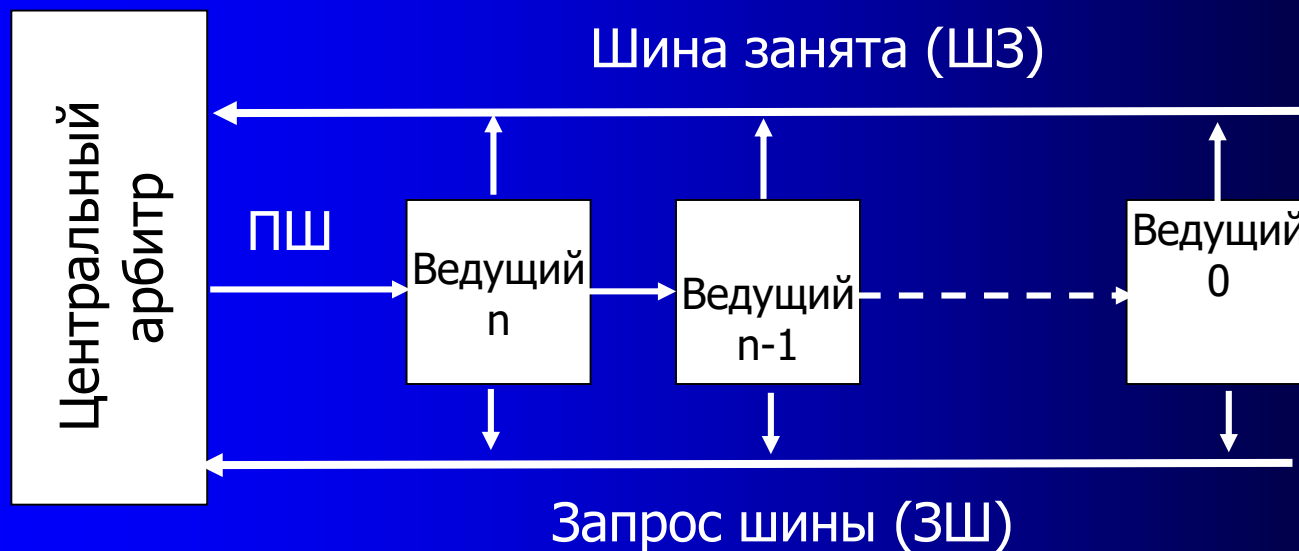 Шина занята (ШЗ)
Центральный
арбитр
ПШ
Ведущий
n
Ведущий
n-1
Ведущий
0
Запрос шины (ЗШ)